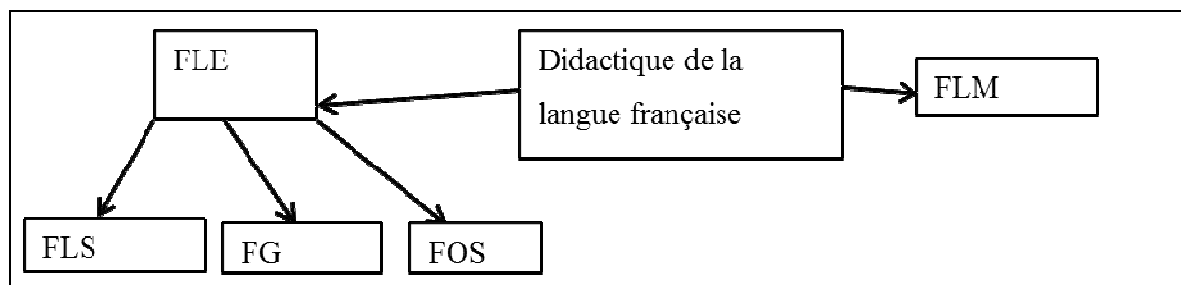 FLE
Didactique de la
langue française
FLM
FLS
FG
FOS